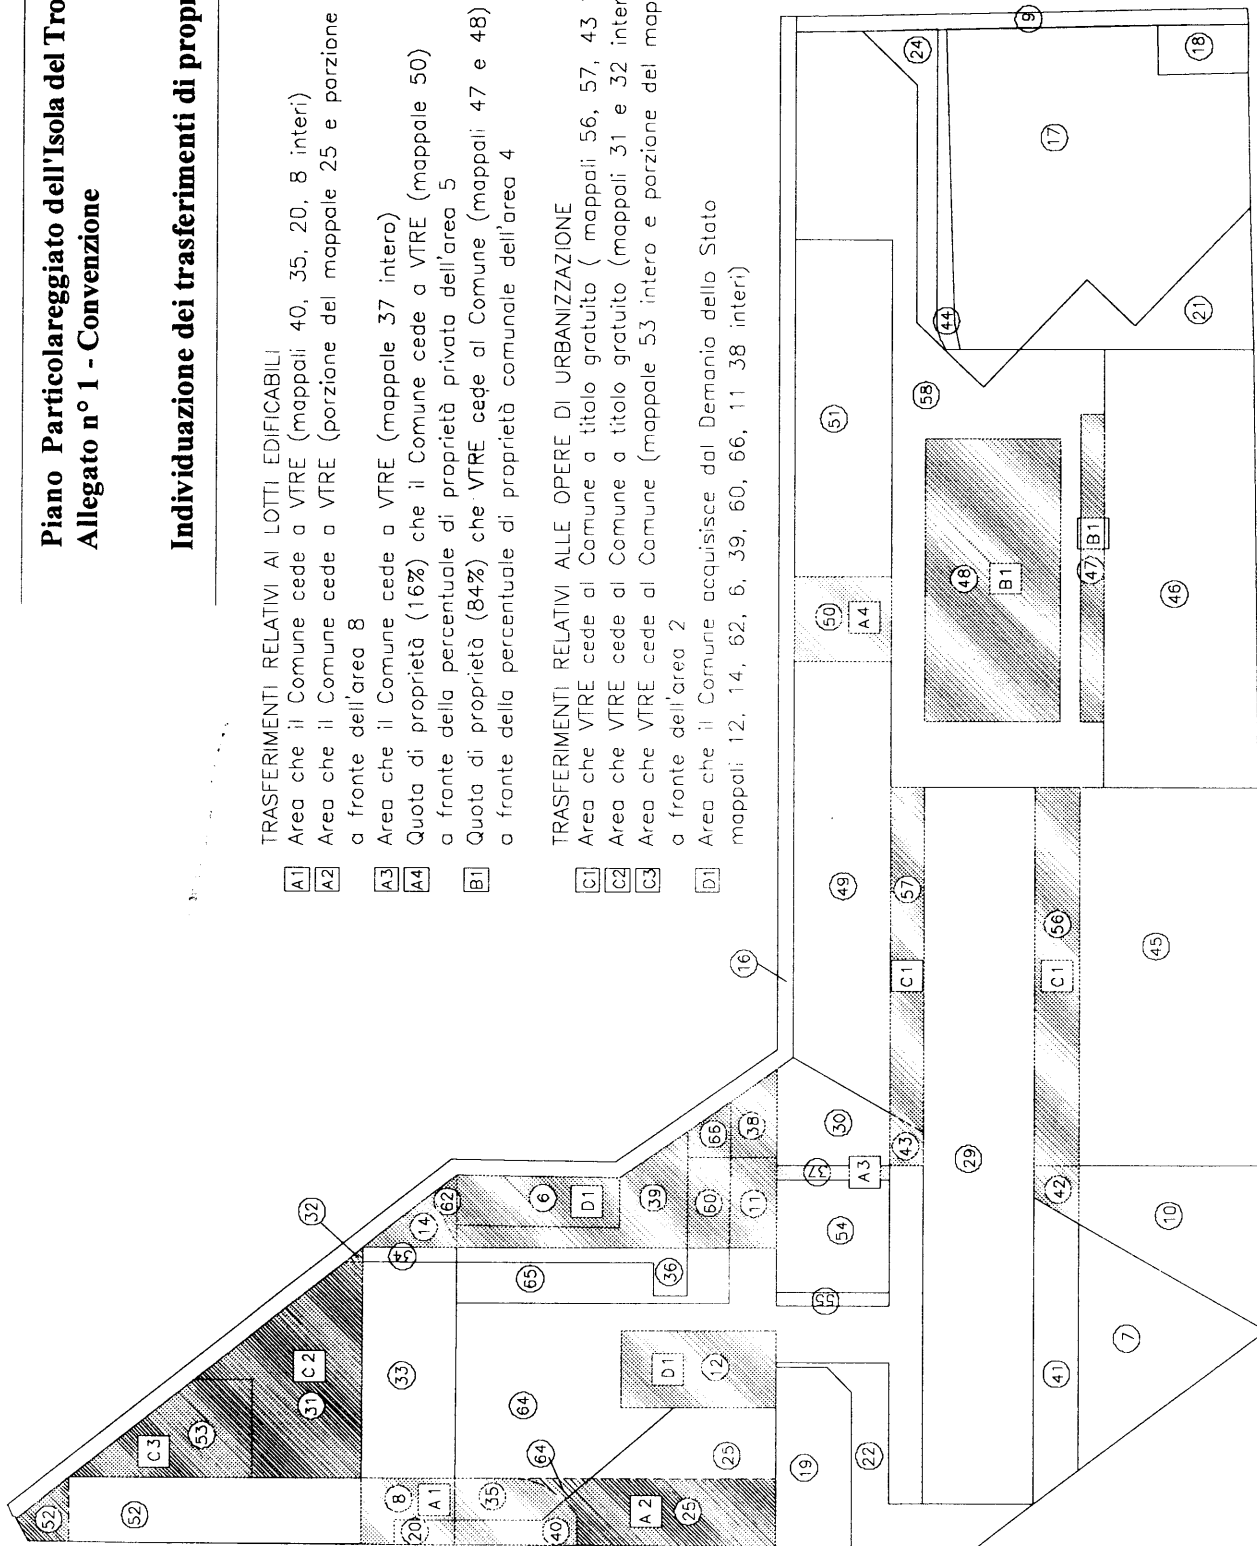 Piano Particolareggiato dell'Isola del Tro
Allegato n° 1 - Convenzione
Individuazione dei trasferimenti di propr
TRASFERIMENTI RELATIVI AI LOTTI EDIFICABILI
A1 Area che il Comune cede a VTRE (mappali 40, 35, 20, 8 interi)
A2 Area che il Comune cede a VTRE (porzione del mappale 25 e porzione
a fronte dell'area 8
A3 Area che il Comune cede a VTRE (mappale 37 intero)
A4 Quota di proprietà (16%) che il Comune cede a VTRE (mappale 50)
a fronte della percentuale di proprietà privata dell'area 5
B1 Quota di proprietà (84%) che VTRE cede al Comune (mappali 47 e 48)
a fronte della percentuale di proprietà comunale dell'area 4
TRASFERIMENTI RELATIVI ALLE OPERE DI URBANIZZAZIONE
C1 Area che VTRE cede al Comune a titolo gratuito ( mappali 56, 57, 43
C2 Area che VTRE cede al Comune a titolo gratuito (mappali 31 e 32 inter
C3 Area che VTRE cede al Comune (mappale 53 intero e porzione del map
a fronte dell'area 2
D1 Area che il Comune acquisisce dal Demanio dello Stato
mappali 12, 14, 62, 6, 39, 60, 66, 11 38 interi)
52
52
C3
53
C2
31
32
34
33
14
62
6
D1
39
66
38
60
11
65
36
64
64
D1
12
25
8
A1
35
20
40
A2
25
19
22
55
54
37
A3
30
43
16
49
57
C1
29
56
C1
42
41
7
10
45
50
A4
51
48
B1
47
B1
46
58
44
24
9
18
17
21